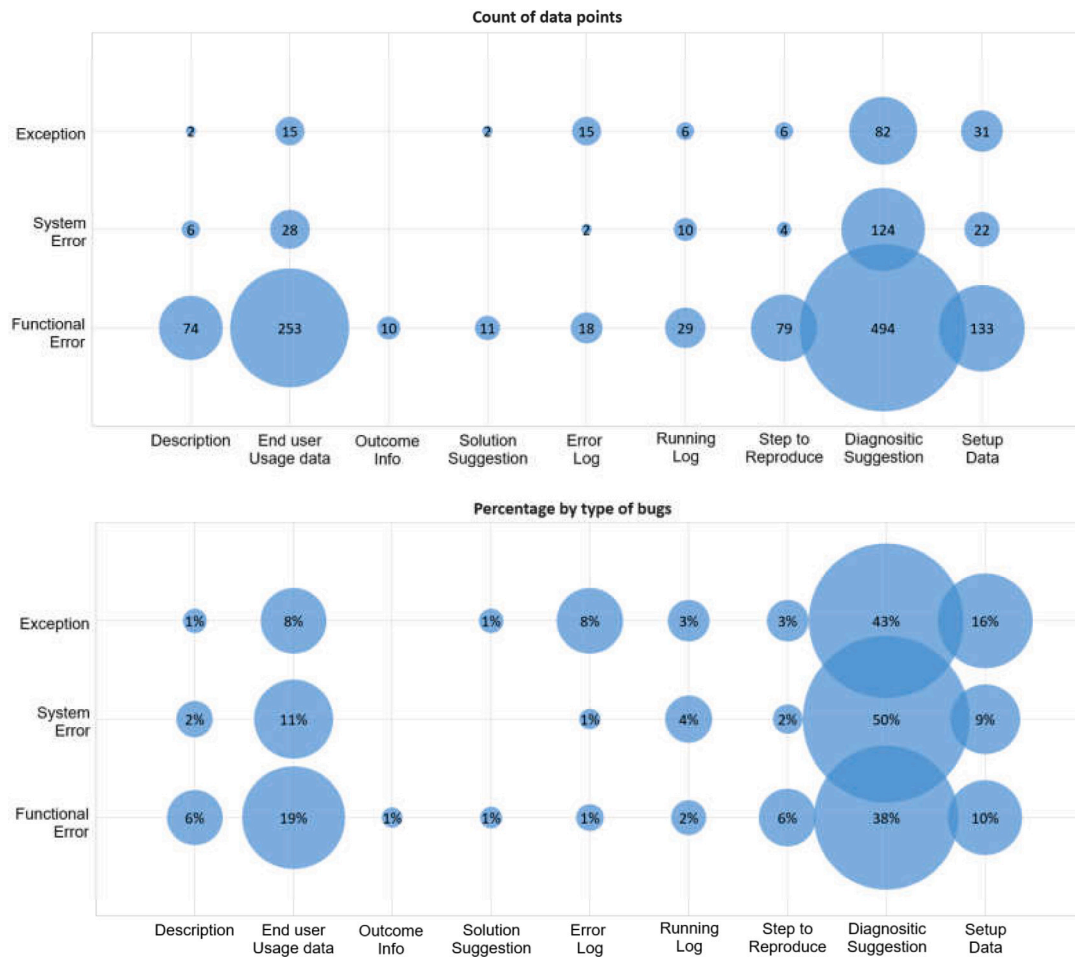 Count of data points
Exception
2 15 2 15 6 6 82 31
System
Error
6 28 2 10 4 124 22
Functional
Error
74 253 10 11 18 29 79 494 133
Description End user Outcome Solution Error Running Step to Diagnositic Setup
Usage data Info Suggestion Log Log Reproduce Suggestion Data
Percentage by type of bugs
Exception
1% 8% 1% 8% 3% 3% 43% 16%
System
Error
2% 11% 1% 4% 2% 50% 9%
Functional
Error
6% 19% 1% 1% 1% 2% 6% 38% 10%
Description End user Outcome Solution Error Running Step to Diagnositic Setup
Usage data Info Suggestion Log Log Reproduce Suggestion Data